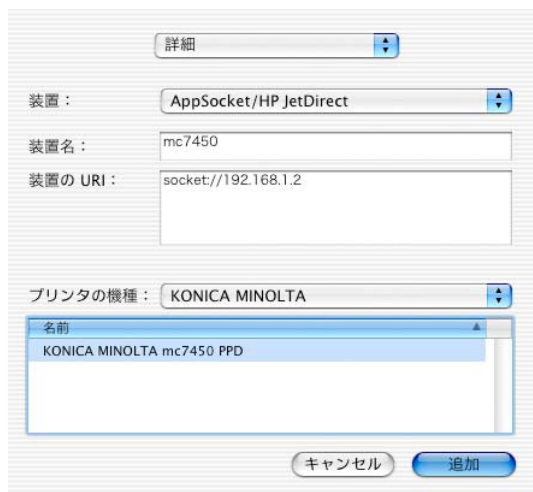 詳細
装置： AppSocket/HP JetDirect
装置名： mc7450
装置の URI： socket://192.168.1.2
プリンタの機種： KONICA MINOLTA
名前
KONICA MINOLTA mc7450 PPD
キャンセル 追加